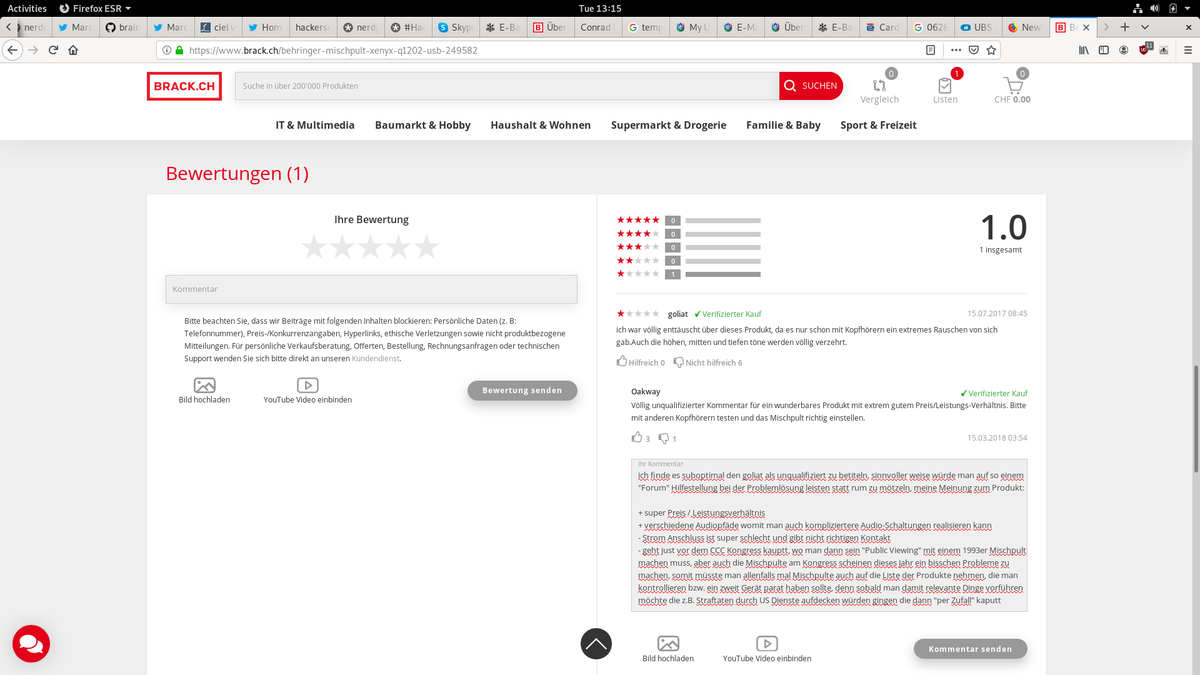 Activities Firefox ESR Tue 13:15
nerd Marc brain Marc ciel v Hom hackersc nerd #Hac Skyp E-Ba Über Conrad J temp My U E-Ma Über E-Ba Card 0628 UBS New B
https://www.brack.ch/behringer-mischpult-xenyx-q1202-usb-249582
BRACK.CH Suche in über 200'000 Produkten SUCHEN 0 1 0
Vergleich Listen CHF 0.00
IT & Multimedia Baumarkt & Hobby Haushalt & Wohnen Supermarkt & Drogerie Familie & Baby Sport & Freizeit
Bewertungen (1)
Ihre Bewertung
Kommentar
Bitte beachten Sie, dass wir Beiträge mit folgenden Inhalten blockieren: Persönliche Daten (z. B:
Telefonnummer), Preis-/Konkurrenzangaben, Hyperlinks, ethische Verletzungen sowie nicht produktbezogene
Mitteilungen. Für persönliche Verkaufsberatung, Offerten, Bestellung, Rechnungsanfragen oder technischen
Support wenden Sie sich bitte direkt an unseren Kundendienst.
Bild hochladen YouTube Video einbinden Bewertung senden
0
0
0
0
1
1.0
1 insgesamt
goliat Verifizierter Kauf 15.07.2017 08:45
ich war völlig enttäuscht über dieses Produkt, da es nur schon mit Kopfhörern ein extremes Rauschen von sich
gab.Auch die höhen, mitten und tiefen töne werden völlig verzehrt.
Hilfreich 0 Nicht hilfreich 6
Oakway Verifizierter Kauf
Völlig unqualifizierter Kommentar für ein wunderbares Produkt mit extrem gutem Preis/Leistungs-Verhältnis. Bitte
mit anderen Kopfhörern testen und das Mischpult richtig einstellen.
3 1 15.03.2018 03:54
Ihr Kommentar
ich finde es suboptimal den goliat als unqualifiziert zu betiteln, sinnvoller weise würde man auf so einem
"Forum" Hilfestellung bei der Problemlösung leisten statt rum zu mötzeln, meine Meinung zum Produkt:
+ super Preis / Leistungsverhältnis
+ verschiedene Audiopfäde womit man auch kompliziertere Audio-Schaltungen realisieren kann
- Strom Anschluss ist super schlecht und gibt nicht richtigen Kontakt
- geht just vor dem CCC Kongress kauptt, wo man dann sein "Public Viewing" mit einem 1993er Mischpult
machen muss, aber auch die Mischpulte am Kongress scheinen dieses Jahr ein bisschen Probleme zu
machen, somit müsste man allenfalls mal Mischpulte auch auf die Liste der Produkte nehmen, die man
kontrollieren bzw. ein zweit Gerät parat haben sollte, denn sobald man damit relevante Dinge vorführen
möchte die z.B. Straftaten durch US Dienste aufdecken würden gingen die dann "per Zufall" kaputt
Bild hochladen YouTube Video einbinden Kommentar senden